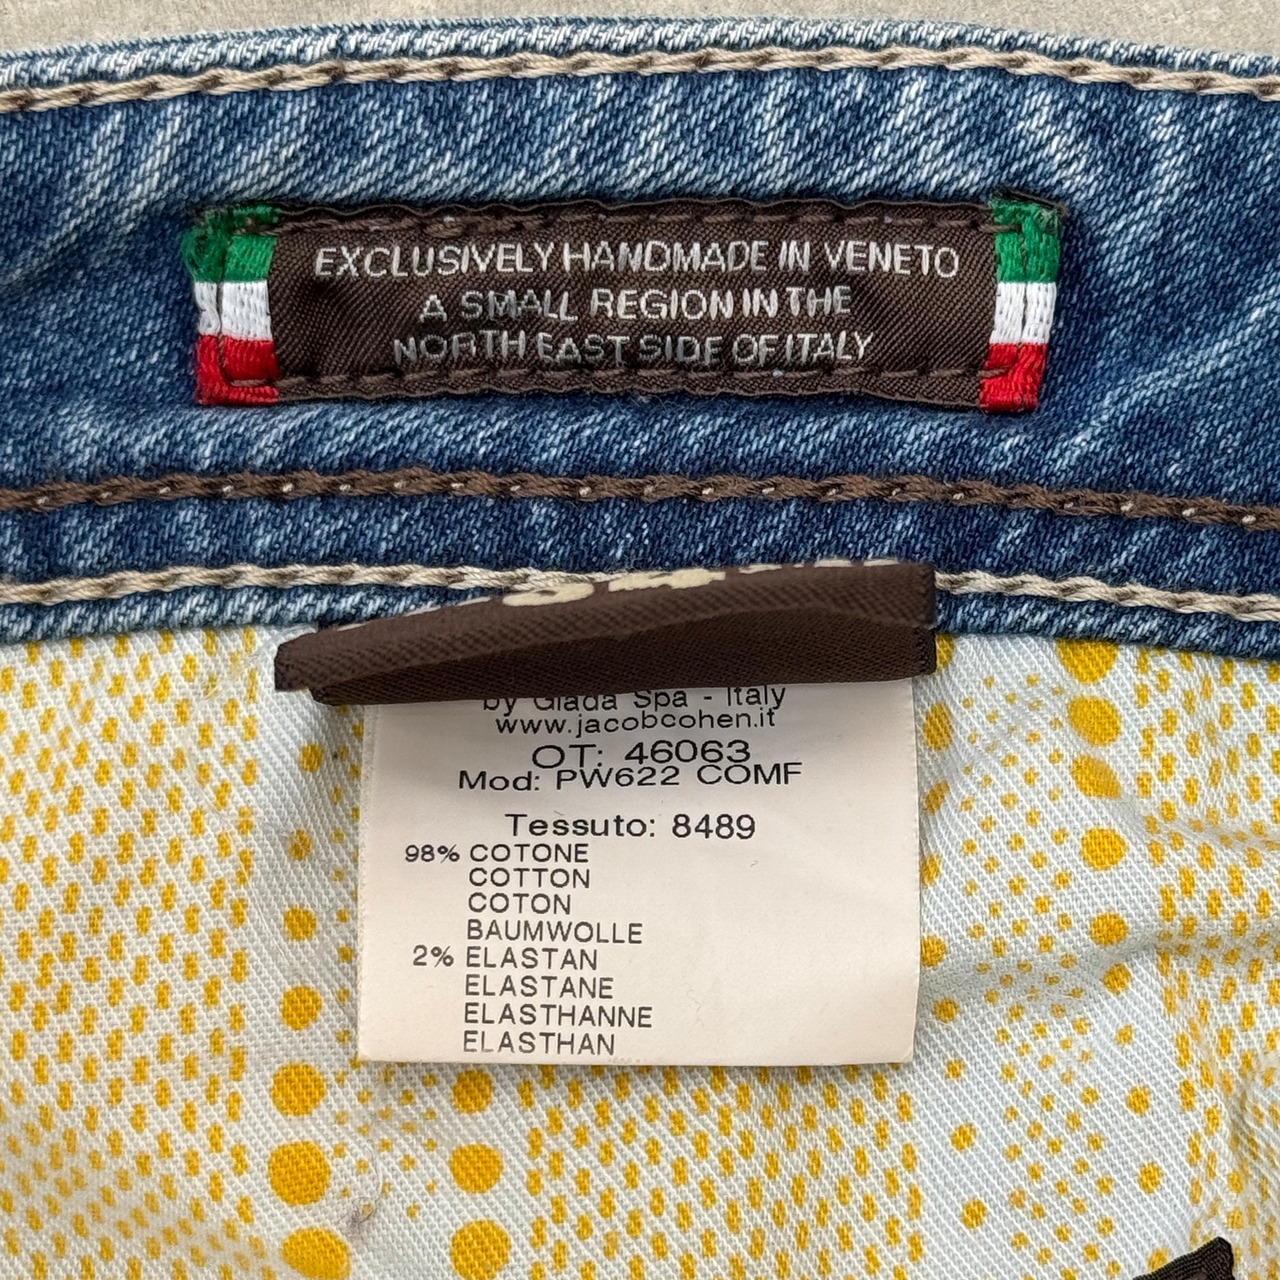 EXCLUSIVELY HANDMADE IN VENETO
A SMALL REGION IN THE
NORTH EAST SIDE OF ITALY
by Giada Spa - Italy
www.jacobcohen.it
OT: 46063
Mod: PW622 COMF
Tessuto: 8489
98% COTONE
COTTON
COTON
BAUMWOLLE
2% ELASTAN
ELASTANE
ELASTHANNE
ELASTHAN